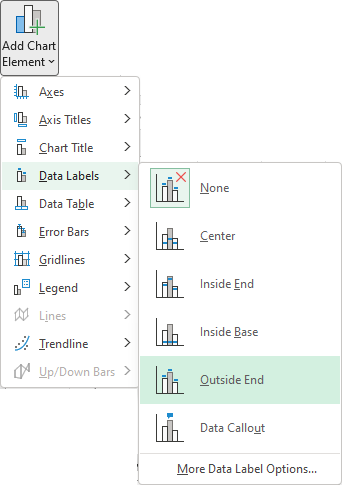 Add Chart
Element
Axes
Axis Titles
Chart Title
Data Labels
Data Table
Error Bars
Gridlines
Legend
Lines
Trendline
Up/Down Bars
None
Center
Inside End
Inside Base
Outside End
Data Callout
More Data Label Options...